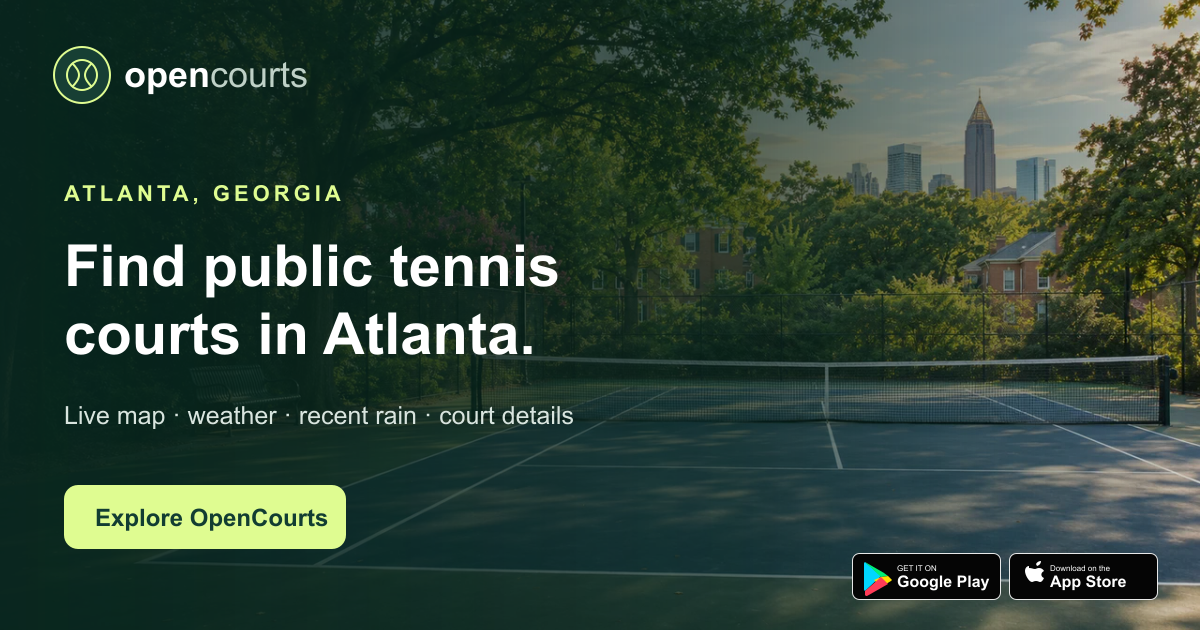 opencourts
ATLANTA, GEORGIA
Find public tennis
courts in Atlanta.
Live map · weather · recent rain · court details
Explore OpenCourts
GET IT ON
Google Play
Download on the
App Store